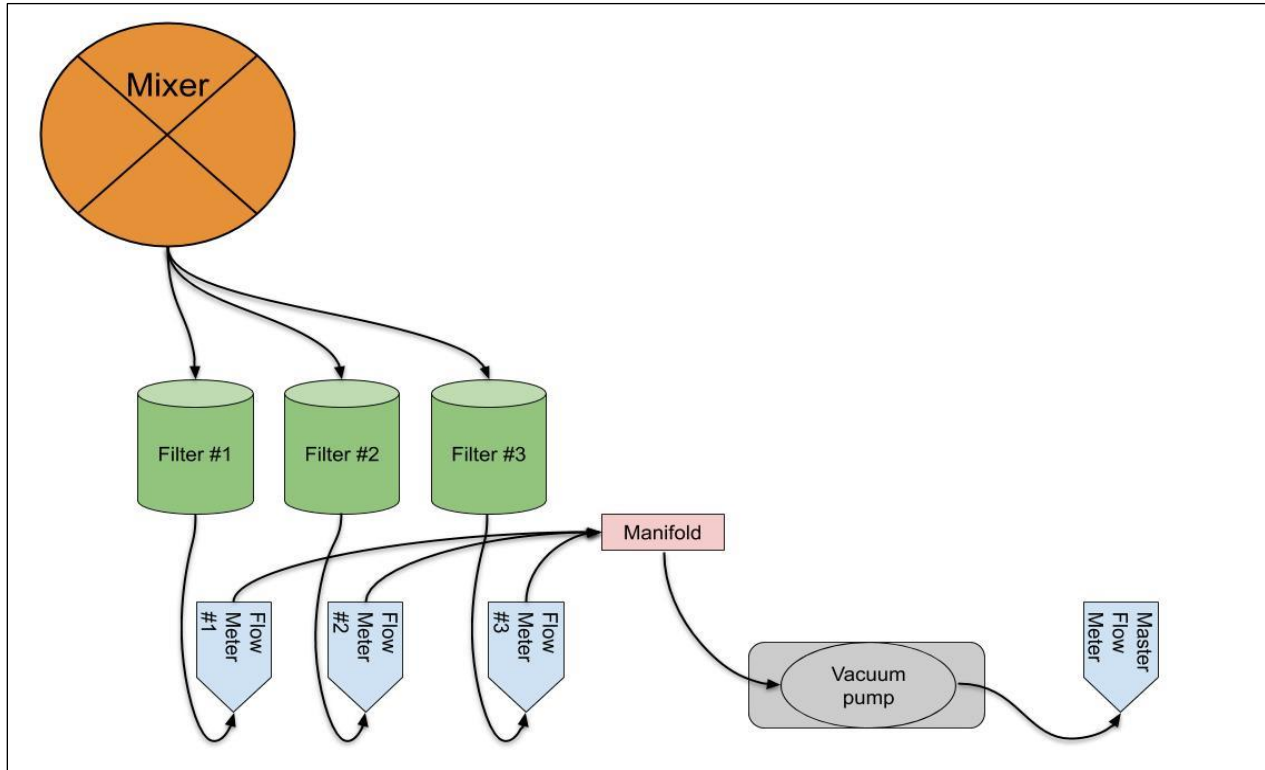 Mixer
Filter #1
Filter #2
Filter #3
Manifold
Flow
Meter
#1
Flow
Meter
#2
Flow
Meter
#3
Master
Flow
Meter
Vacuum
pump